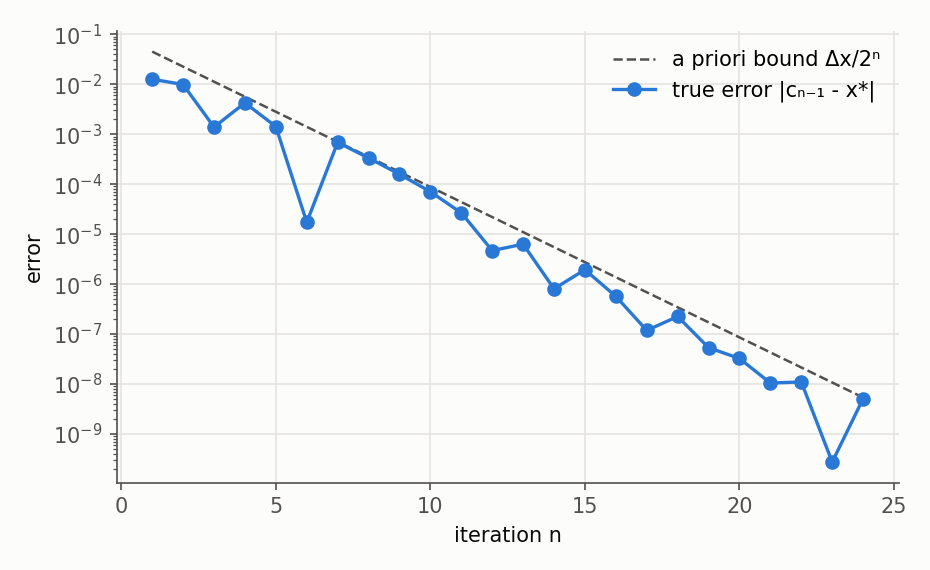 10⁻¹
10⁻²
10⁻³
10⁻⁴
10⁻⁵
10⁻⁶
10⁻⁷
10⁻⁸
10⁻⁹
error
a priori bound Δx/2ⁿ
true error |cₙ₋₁ - x*|
0 5 10 15 20 25
iteration n